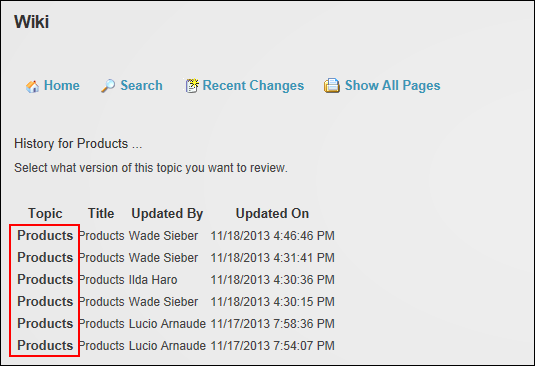 Wiki
Home Search Recent Changes Show All Pages
History for Products ...
Select what version of this topic you want to review.
Topic Title Updated By Updated On
Products Products Wade Sieber 11/18/2013 4:46:46 PM
Products Products Wade Sieber 11/18/2013 4:31:41 PM
Products Products Ilda Haro 11/18/2013 4:30:36 PM
Products Products Wade Sieber 11/18/2013 4:30:15 PM
Products Products Lucio Arnaude 11/17/2013 7:58:36 PM
Products Products Lucio Arnaude 11/17/2013 7:54:07 PM